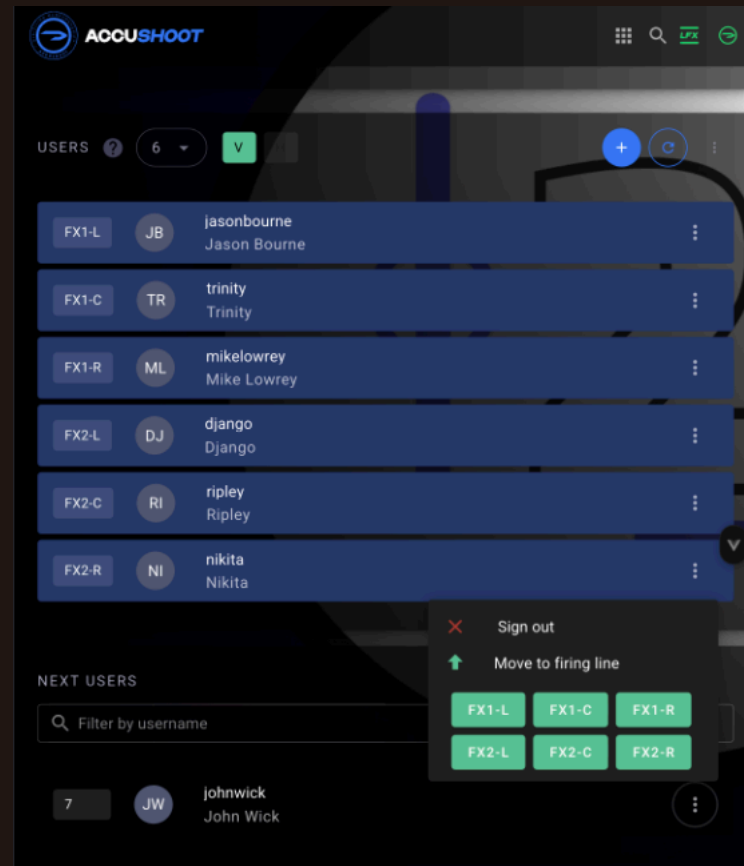 ACCUSHOOT
LFX
USERS ? 6 V
FX1-L JB jasonbourne
Jason Bourne
FX1-C TR trinity
Trinity
FX1-R ML mikelowrey
Mike Lowrey
FX2-L DJ django
Django
FX2-C RI ripley
Ripley
FX2-R NI nikita
Nikita
Sign out
Move to firing line
FX1-L FX1-C FX1-R
FX2-L FX2-C FX2-R
NEXT USERS
Filter by username
7 JW johnwick
John Wick